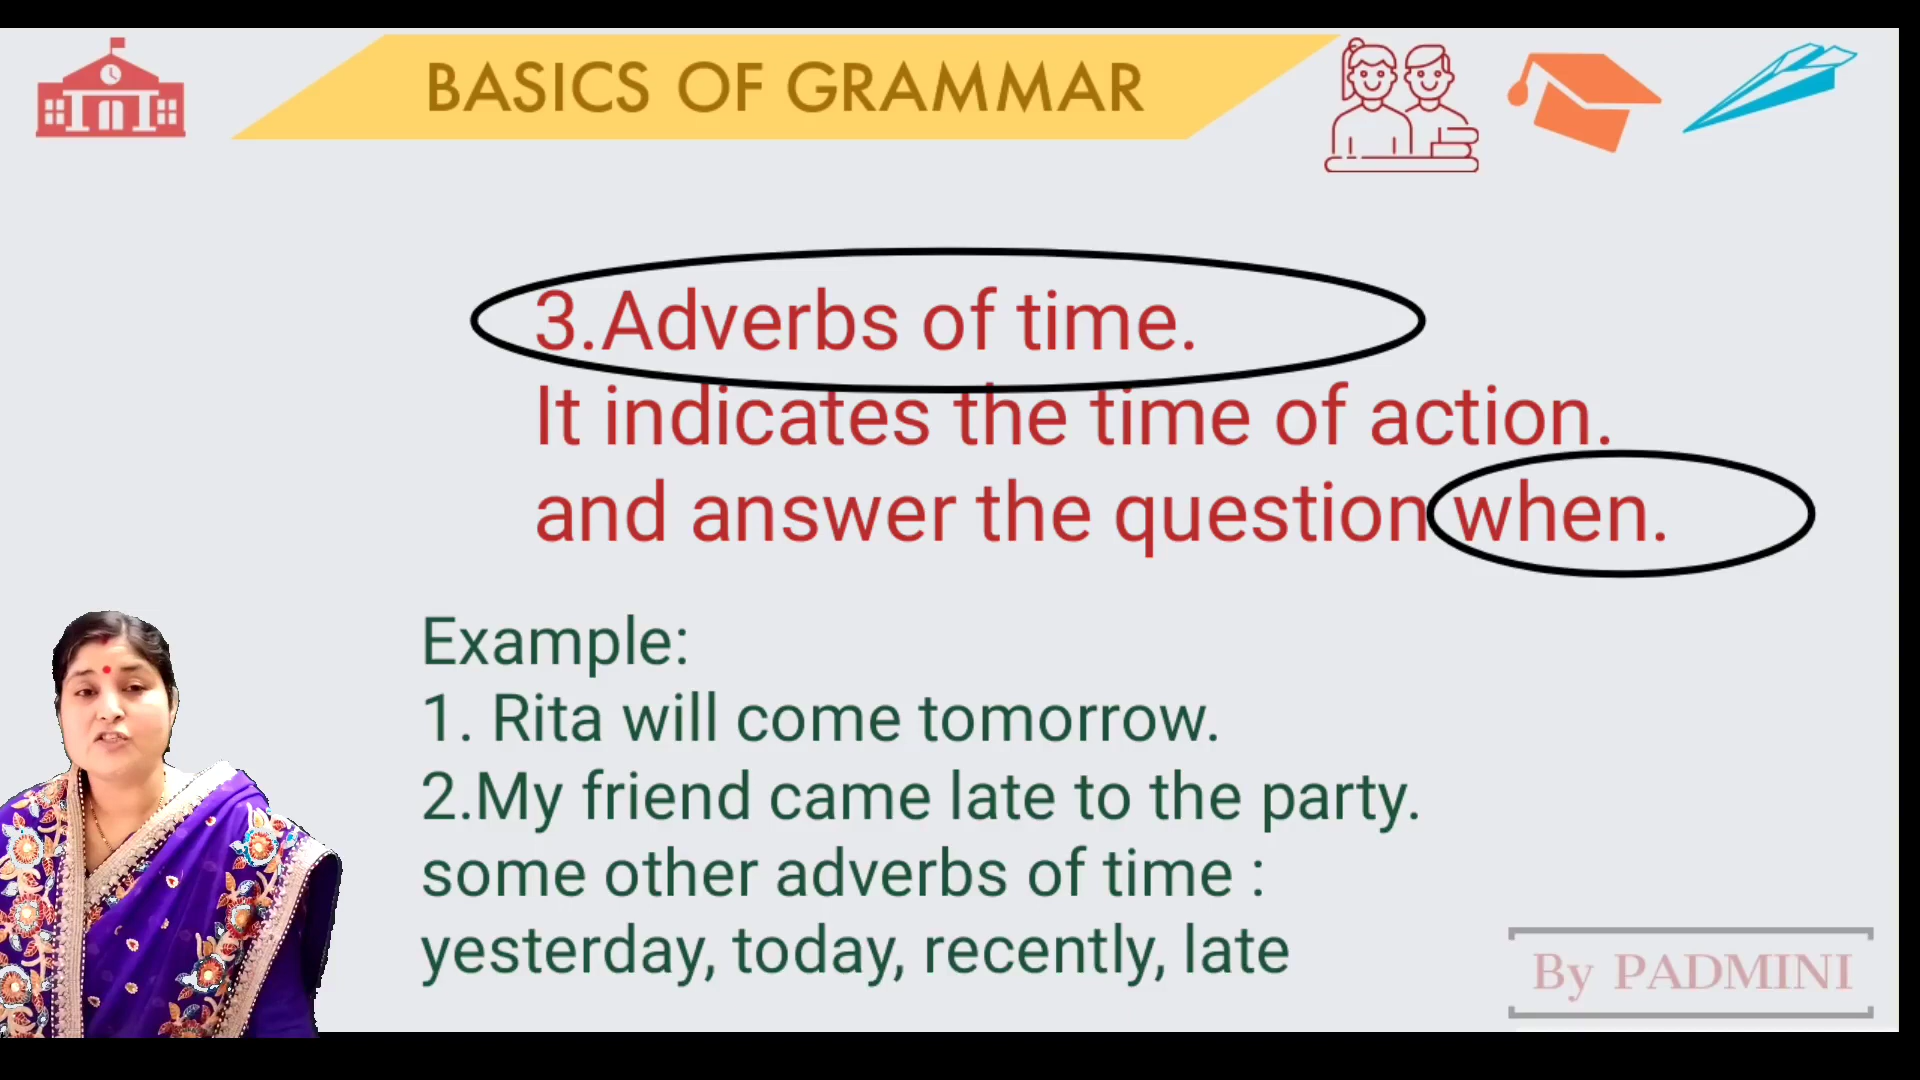 BASICS OF GRAMMAR
3.Adverbs of time.
It indicates the time of action.
and answer the question when.
Example:
1. Rita will come tomorrow.
2.My friend came late to the party.
some other adverbs of time :
yesterday, today, recently, late
By PADMINI